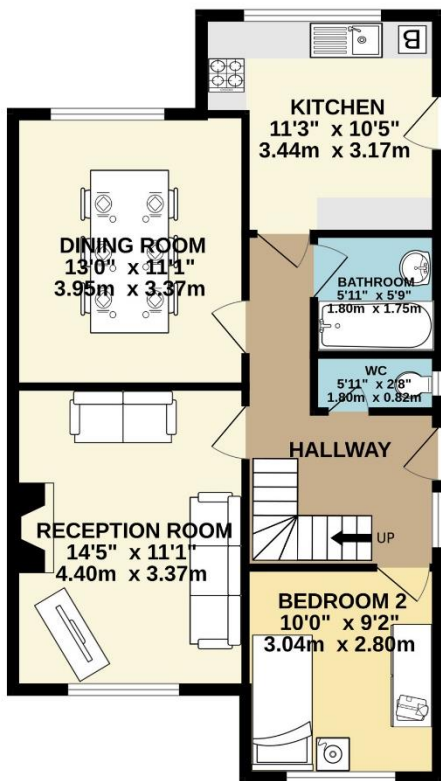 B
KITCHEN
11'3" x 10'5"
3.44m x 3.17m
DINING ROOM
13'0" x 11'1"
3.95m x 3.37m
BATHROOM
5'11" x 5'9"
1.80m x 1.75m
WC
5'11" x 2'8"
1.80m x 0.82m
HALLWAY
UP
RECEPTION ROOM
14'5" x 11'1"
4.40m x 3.37m
BEDROOM 2
10'0" x 9'2"
3.04m x 2.80m